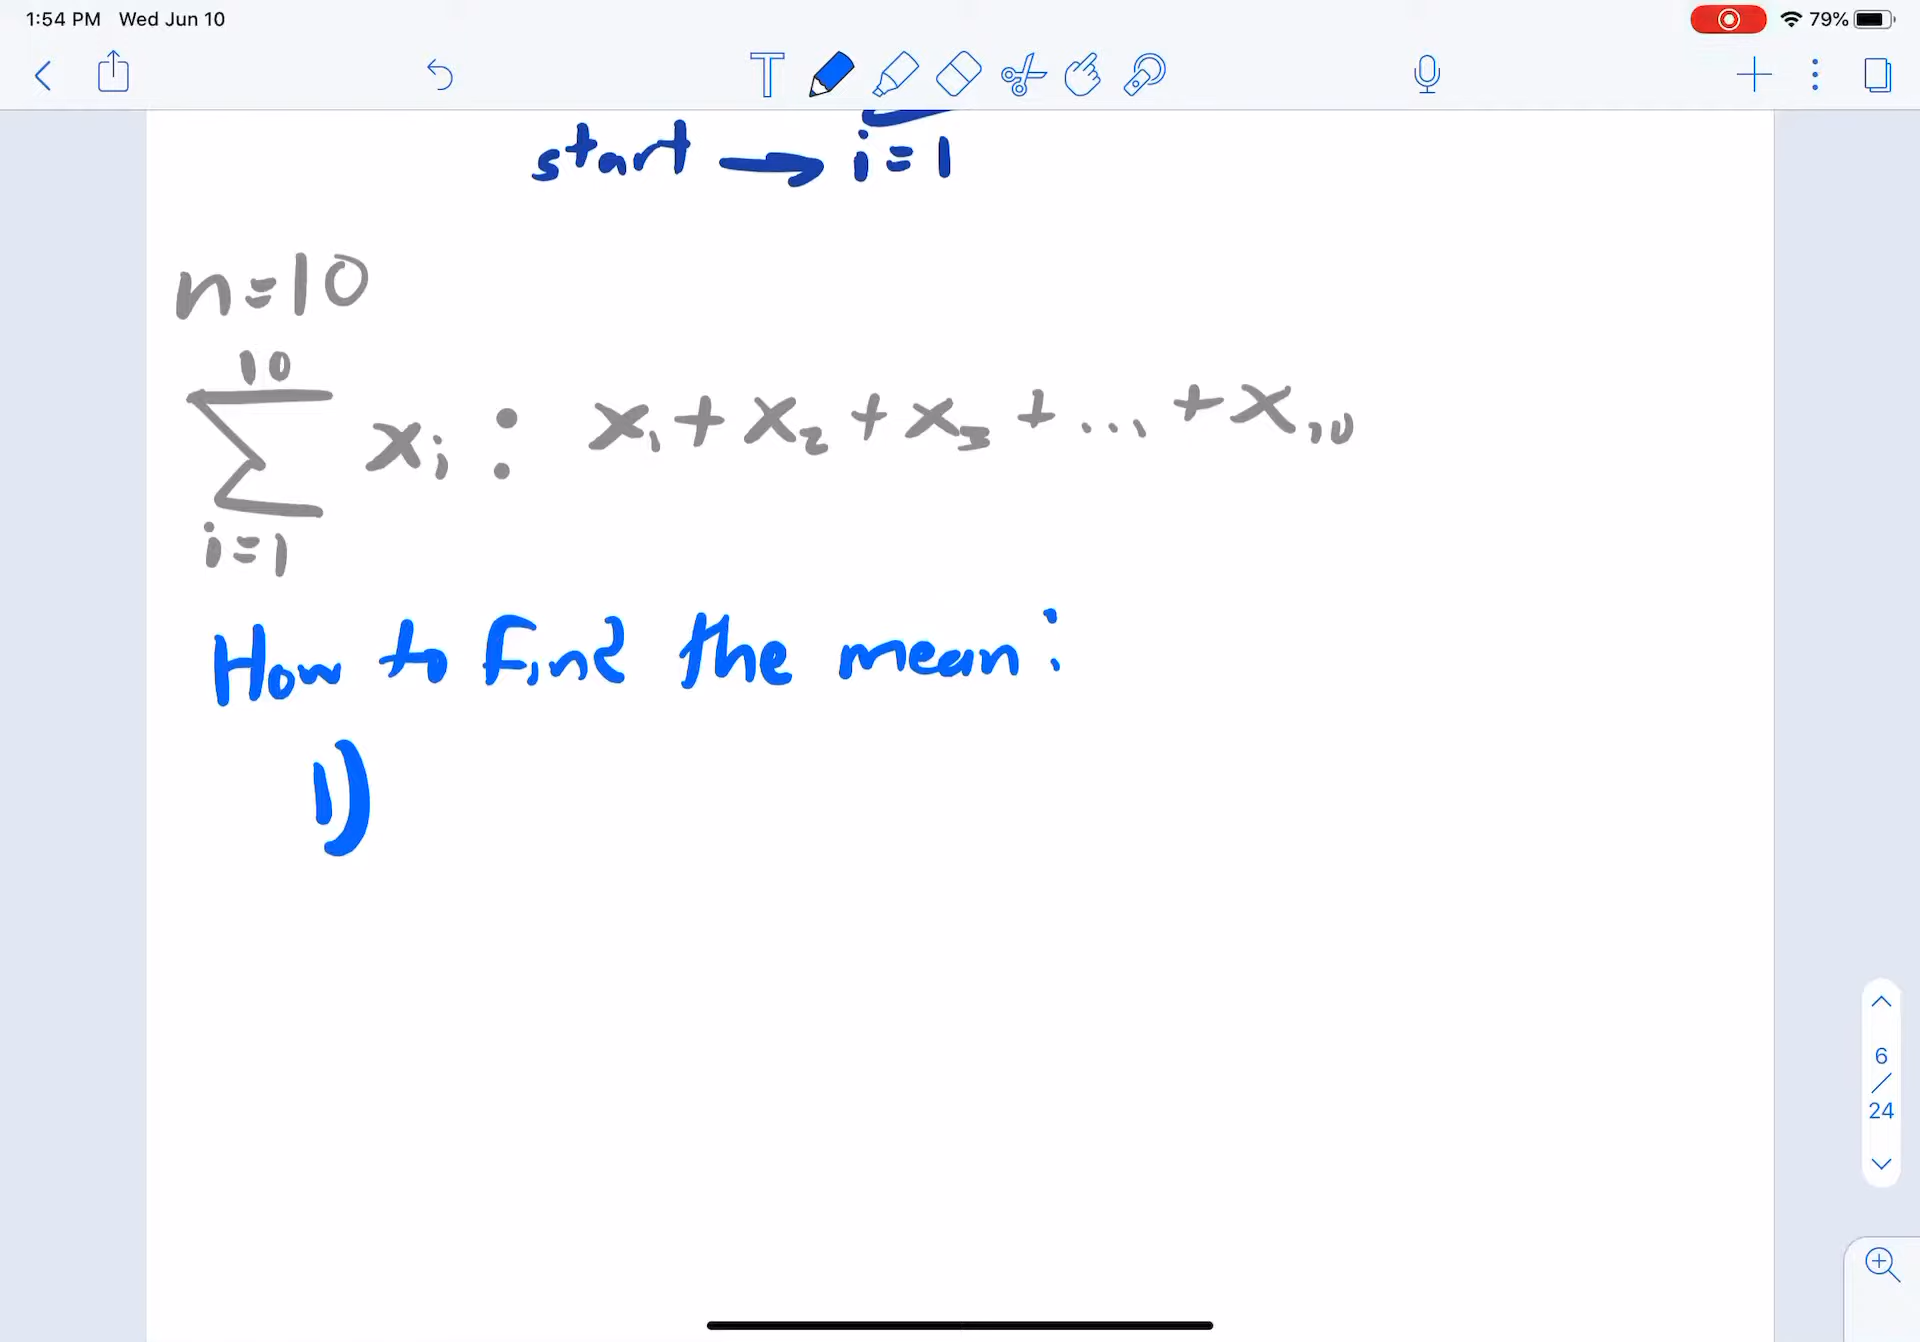 1:54 PM Wed Jun 10
79%
start → i=1
n=10
10
∑ xi : x1 + x2 + x3 + ... + x10
i=1
How to find the mean:
1)
6
/
24